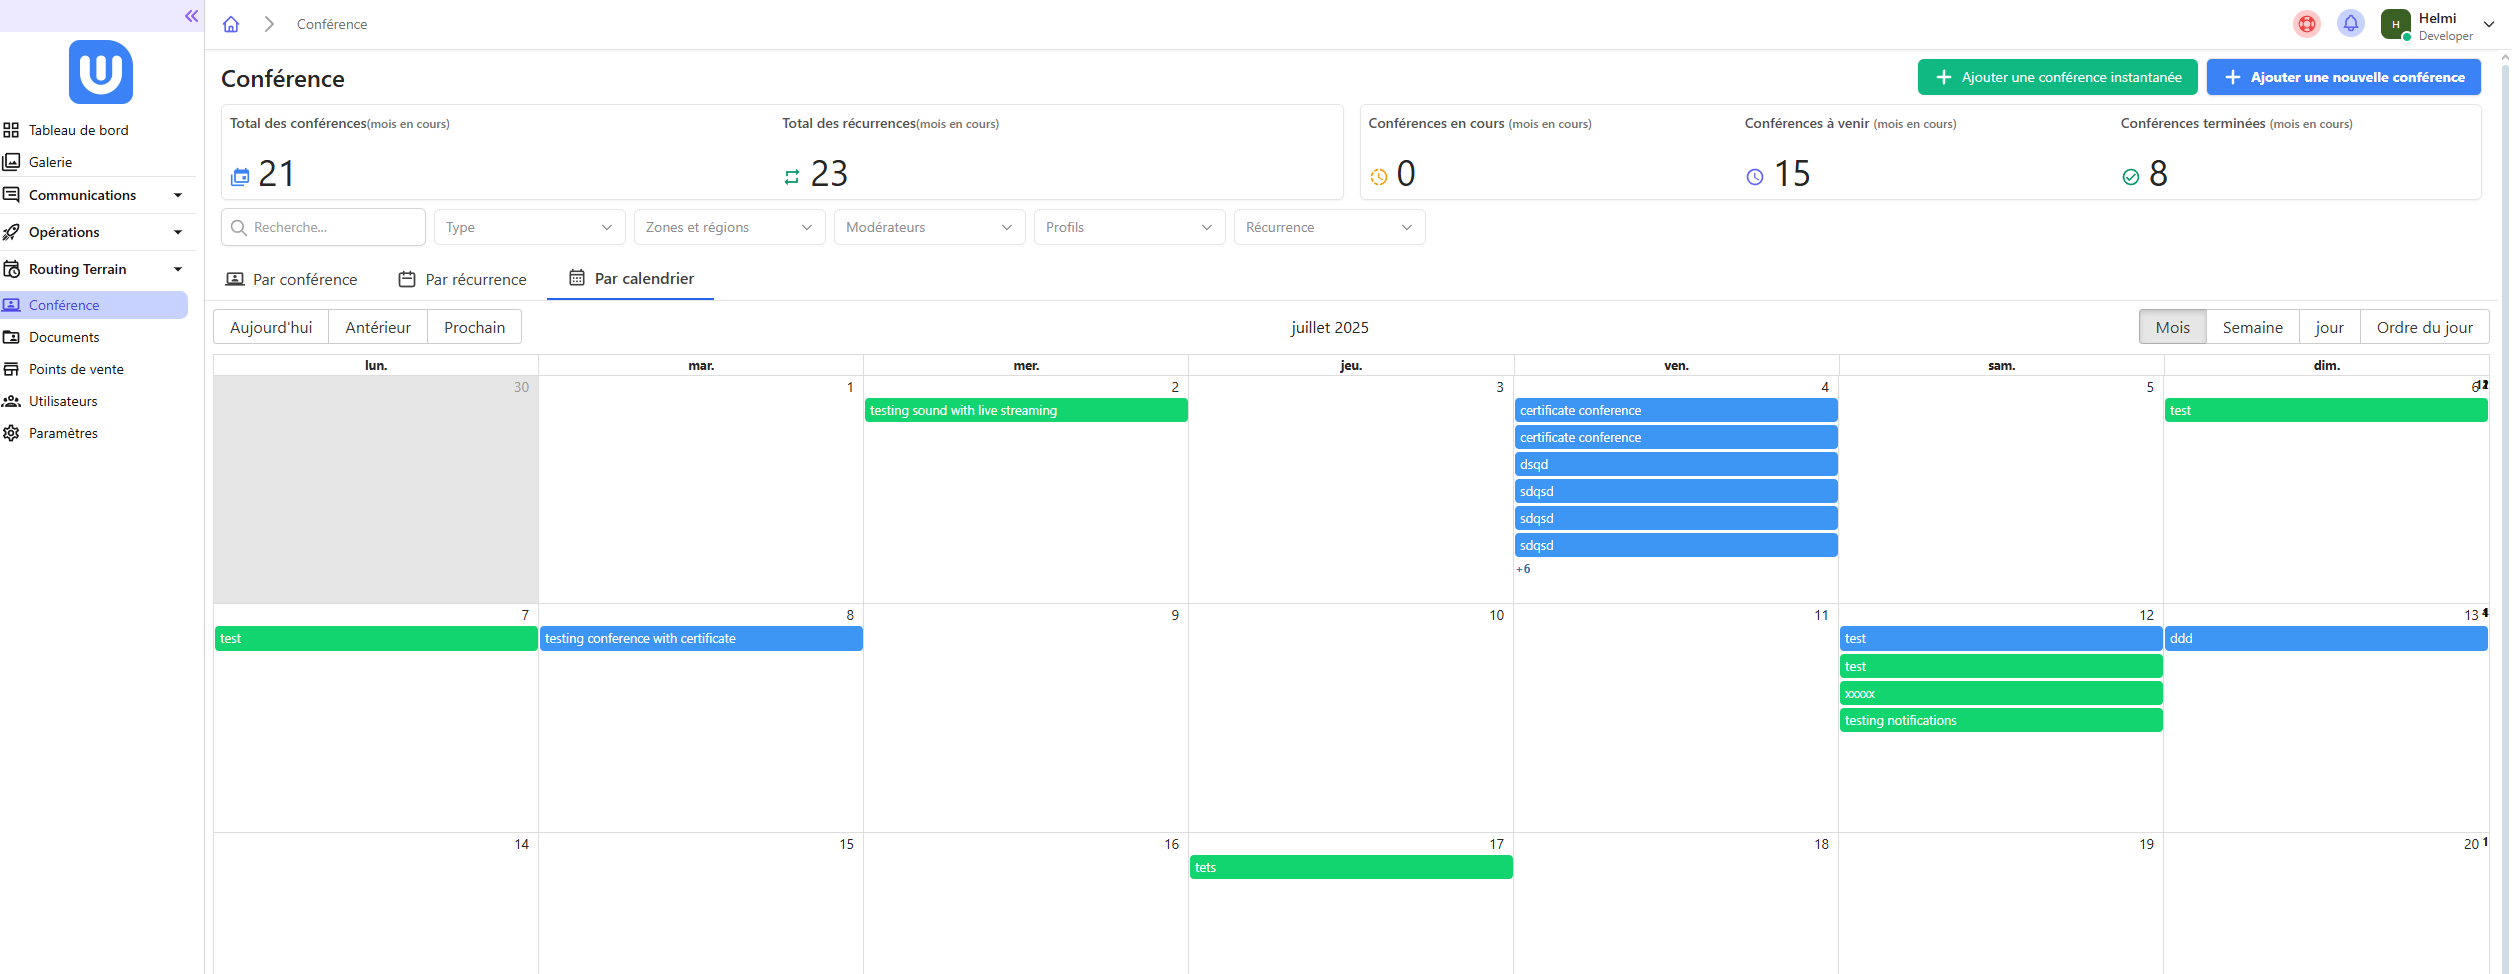 Conférence
H
Helmi
Developer
Tableau de bord
Galerie
Communications
Opérations
Routing Terrain
Conférence
Documents
Points de vente
Utilisateurs
Paramètres
Conférence
Ajouter une conférence instantanée
Ajouter une nouvelle conférence
Total des conférences(mois en cours)
21
Total des récurrences(mois en cours)
23
Conférences en cours (mois en cours)
0
Conférences à venir (mois en cours)
15
Conférences terminées (mois en cours)
8
Recherche...
Type
Zones et régions
Modérateurs
Profils
Récurrence
Par conférence
Par récurrence
Par calendrier
Aujourd'hui
Antérieur
Prochain
juillet 2025
Mois
Semaine
jour
Ordre du jour
lun. mar. mer. jeu. ven. sam. dim.
30 1 2 3 4 5 6
testing sound with live streaming
certificate conference
certificate conference
dsqd
sdqsd
sdqsd
sdqsd
+6
test
7 8 9 10 11 12 13
test
testing conference with certificate
test
test
xxxxx
testing notifications
ddd
14 15 16 17 18 19 20 1
tets